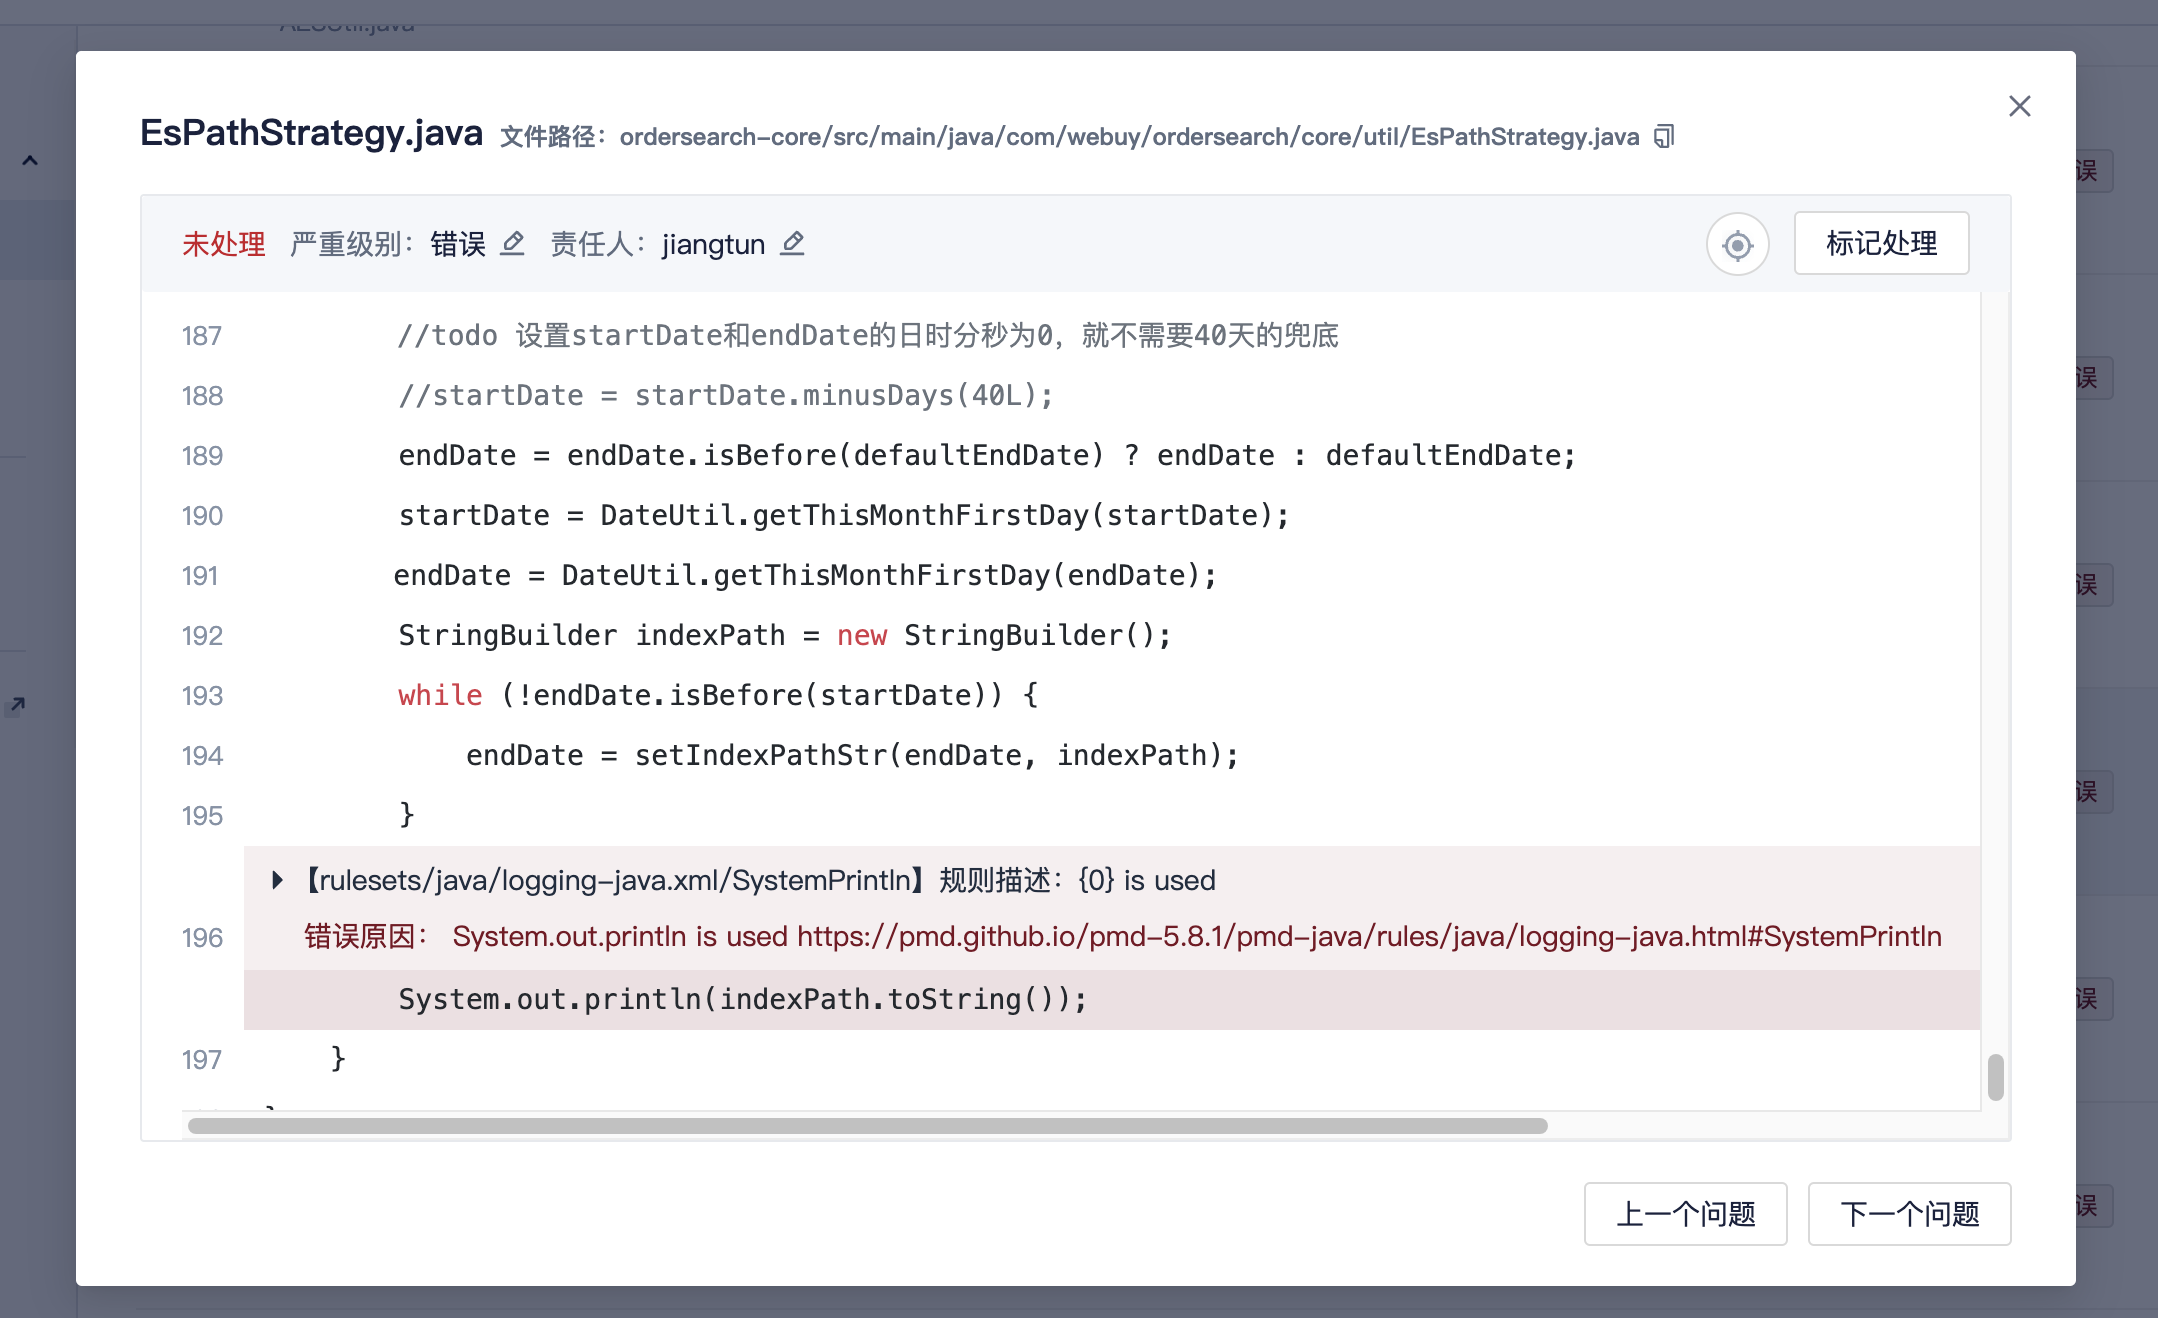 EsPathStrategy.java 文件路径：ordersearch-core/src/main/java/com/webuy/ordersearch/core/util/EsPathStrategy.java
未处理 严重级别：错误 责任人：jiangtun 标记处理
187 //todo 设置startDate和endDate的日时分秒为0，就不需要40天的兜底
188 //startDate = startDate.minusDays(40L);
189 endDate = endDate.isBefore(defaultEndDate) ? endDate : defaultEndDate;
190 startDate = DateUtil.getThisMonthFirstDay(startDate);
191 endDate = DateUtil.getThisMonthFirstDay(endDate);
192 StringBuilder indexPath = new StringBuilder();
193 while (!endDate.isBefore(startDate)) {
194 endDate = setIndexPathStr(endDate, indexPath);
195 }
【rulesets/java/logging-java.xml/SystemPrintln】规则描述：{0} is used
196 错误原因： System.out.println is used https://pmd.github.io/pmd-5.8.1/pmd-java/rules/java/logging-java.html#SystemPrintln
System.out.println(indexPath.toString());
197 }
上一个问题 下一个问题
误
误
误
误
误
误